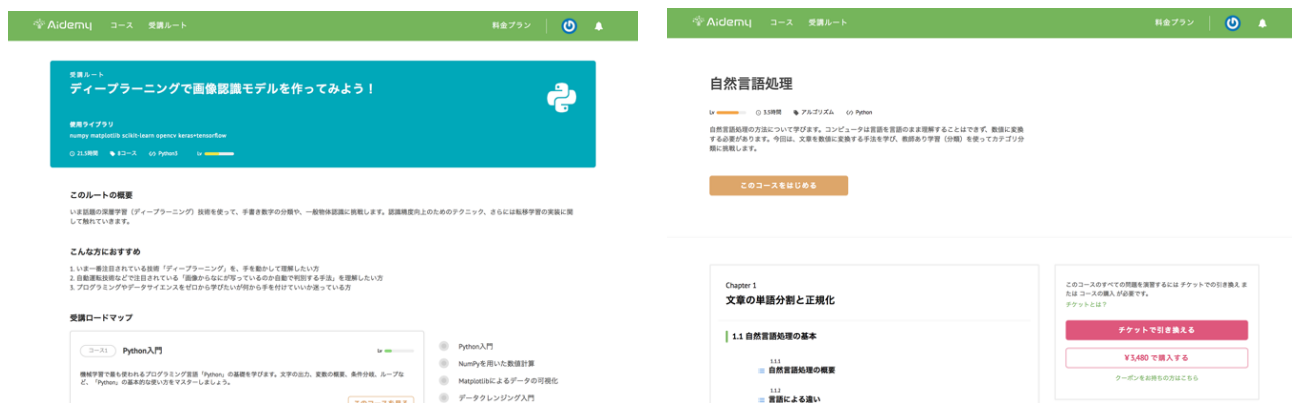 Aidemy コース 受講ルート 料金プラン
受講ルート
ディープラーニングで画像認識モデルを作ってみよう！
使用ライブラリ
numpy matplotlib scikit-learn opencv keras+tensorflow
21.5時間 8コース Python3 Lv
このルートの概要
いま話題の深層学習（ディープラーニング）技術を使って、手書き数字の分類や、一般物体認識に挑戦します。認識精度向上のためのテクニック、さらには転移学習の実装に関
して触れていきます。
こんな方におすすめ
1. いま一番注目されている技術「ディープラーニング」を、手を動かして理解したい方
2. 自動運転技術などで注目されている「画像からなにが写っているのか自動で判別する手法」を理解したい方
3. プログラミングやデータサイエンスをゼロから学びたいが何から手を付けていいか迷っている方
受講ロードマップ
コース1 Python入門 Lv
機械学習で最も使われるプログラミング言語「Python」の基礎を学びます。文字の出力、変数の概要、条件分岐、ループな
ど、「Python」の基本的な使い方をマスターしましょう。
このコースを見る
Python入門
NumPyを用いた数値計算
Matplotlibによるデータの可視化
データクレンジング入門
Aidemy コース 受講ルート 料金プラン
自然言語処理
Lv 3.5時間 アルゴリズム Python
自然言語処理の方法について学びます。コンピュータは言語を言語のまま理解することはできず、数値に変換
する必要があります。今回は、文章を数値に変換する手法を学び、教師あり学習（分類）を使ってカテゴリ分
類に挑戦します。
このコースをはじめる
Chapter 1
文章の単語分割と正規化
1.1 自然言語処理の基本
1.1.1
自然言語処理の概要
1.1.2
言語による違い
このコースのすべての問題を演習するには チケットでの引き換え ま
たは コースの購入 が必要です。
チケットとは？
チケットで引き換える
¥3,480 で購入する
クーポンをお持ちの方はこちら